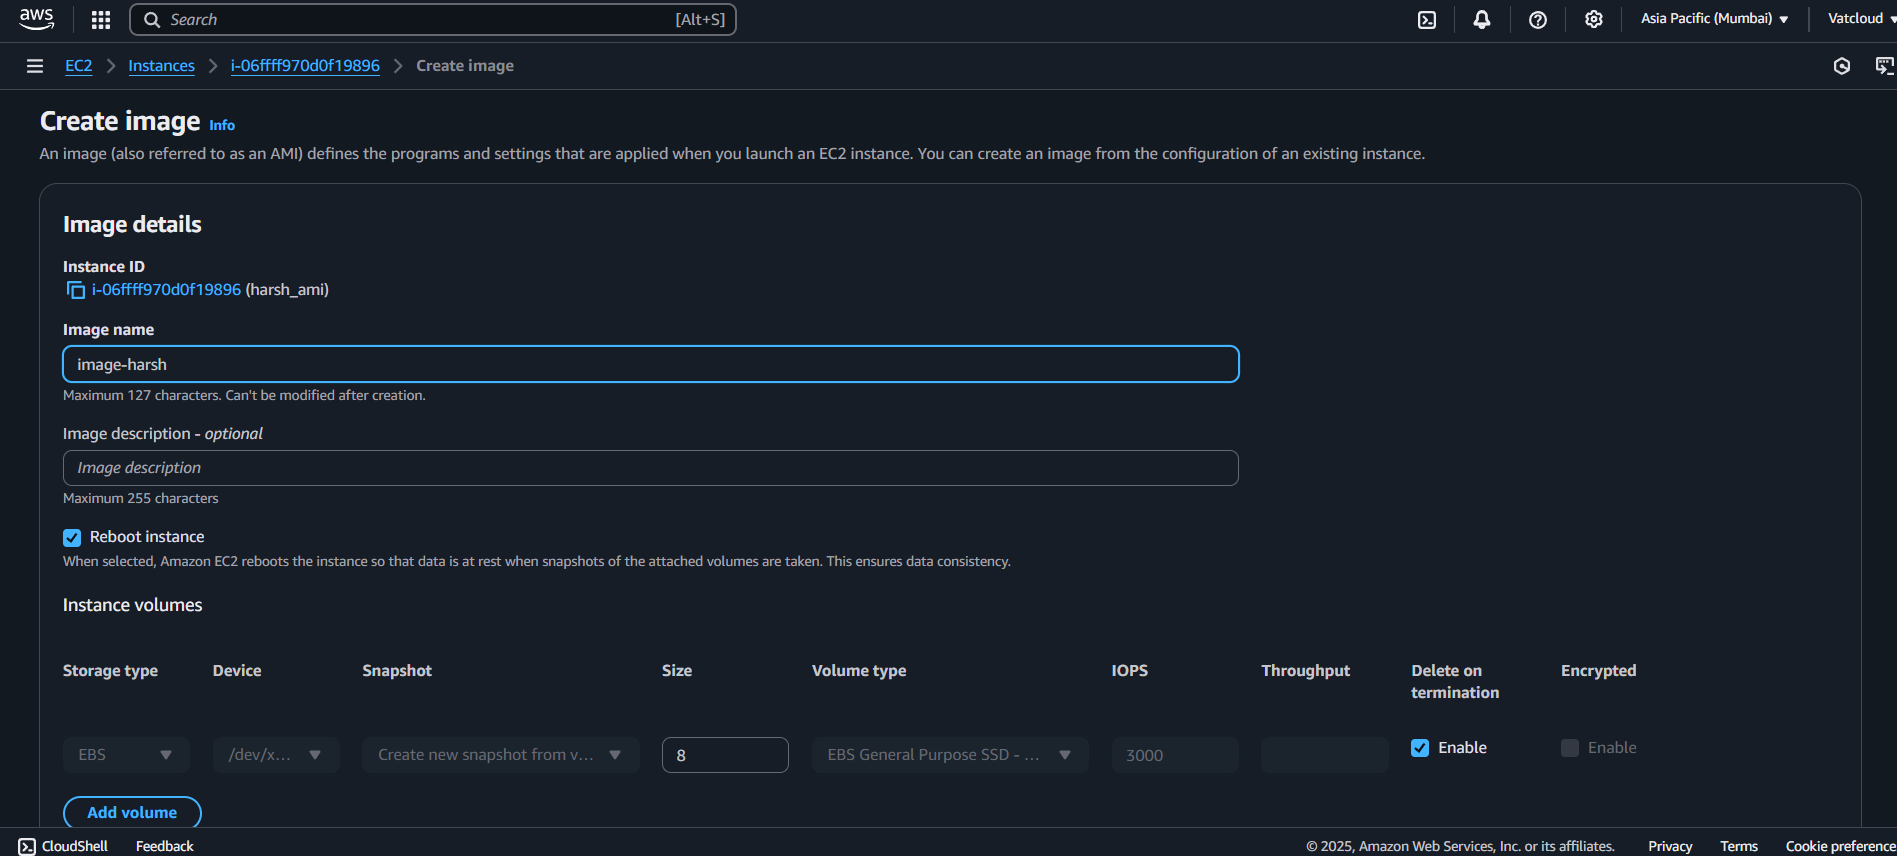 aws Search [Alt+S] Asia Pacific (Mumbai) Vatcloud
EC2 Instances i-06ffff970d0f19896 Create image
Create image Info
An image (also referred to as an AMI) defines the programs and settings that are applied when you launch an EC2 instance. You can create an image from the configuration of an existing instance.
Image details
Instance ID
i-06ffff970d0f19896 (harsh_ami)
Image name
image-harsh
Maximum 127 characters. Can't be modified after creation.
Image description - optional
Image description
Maximum 255 characters
Reboot instance
When selected, Amazon EC2 reboots the instance so that data is at rest when snapshots of the attached volumes are taken. This ensures data consistency.
Instance volumes
Storage type Device Snapshot Size Volume type IOPS Throughput Delete on termination Encrypted
EBS /dev/x... Create new snapshot from v... 8 EBS General Purpose SSD - ... 3000 Enable Enable
Add volume
CloudShell Feedback © 2025, Amazon Web Services, Inc. or its affiliates. Privacy Terms Cookie preference